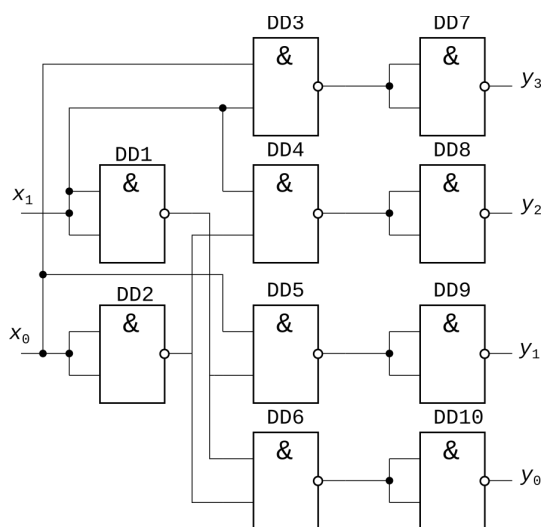 DD3 DD7
& & y₃
DD1 DD4 DD8
x₁ & & & y₂
DD2 DD5 DD9
x₀ & & & y₁
DD6 DD10
& & y₀